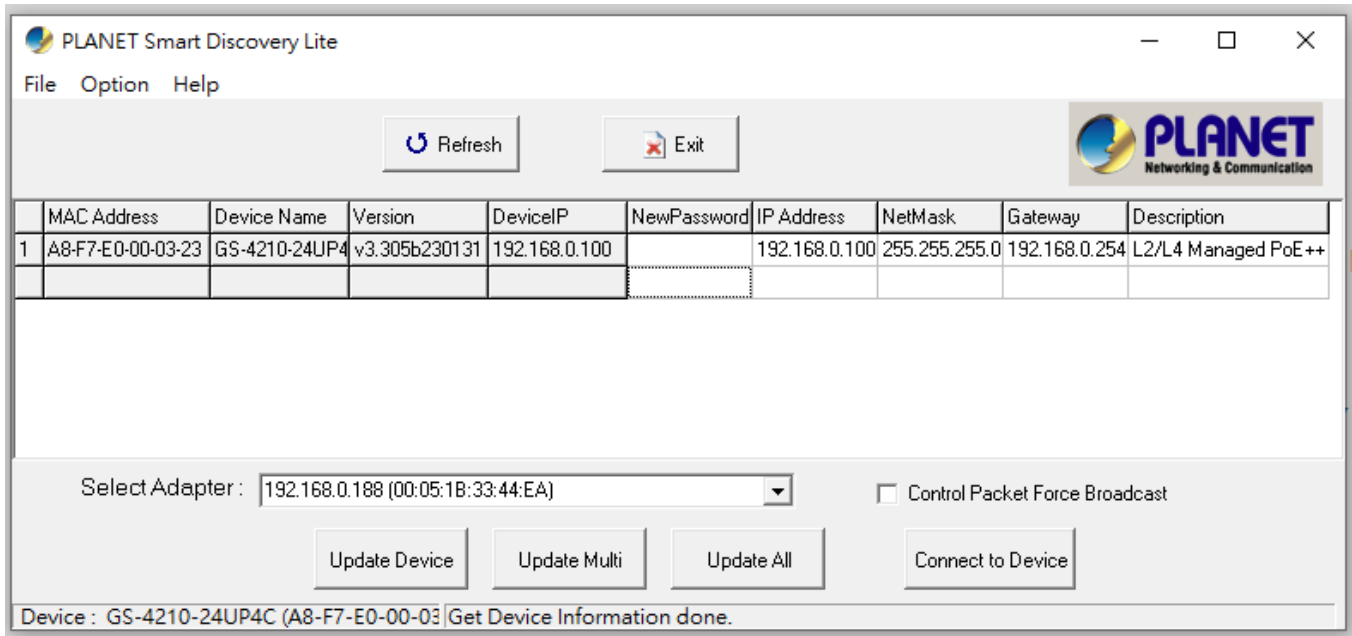 PLANET Smart Discovery Lite
File Option Help
Refresh Exit PLANET
Networking & Communication
MAC Address Device Name Version DeviceIP NewPassword IP Address NetMask Gateway Description
1 A8-F7-E0-00-03-23 GS-4210-24UP4 v3.305b230131 192.168.0.100 192.168.0.100 255.255.255.0 192.168.0.254 L2/L4 Managed PoE++
Select Adapter : 192.168.0.188 (00:05:1B:33:44:EA) Control Packet Force Broadcast
Update Device Update Multi Update All Connect to Device
Device : GS-4210-24UP4C (A8-F7-E0-00-03 Get Device Information done.